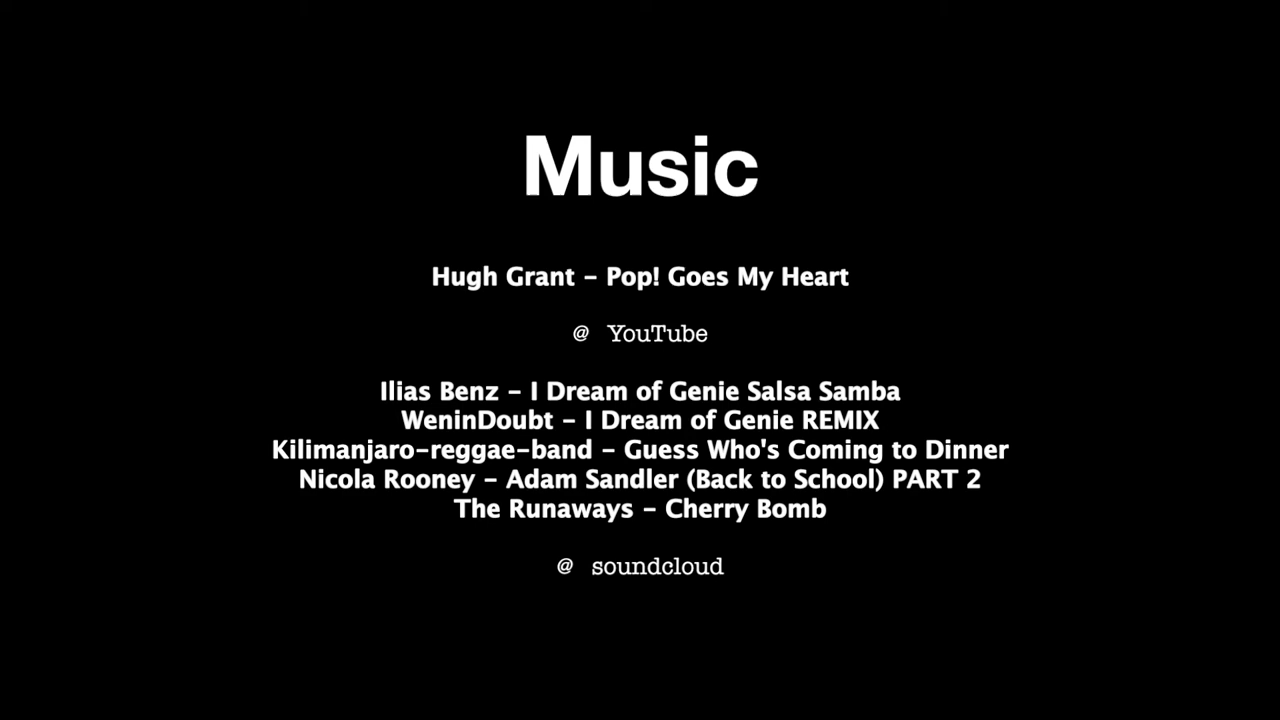 Music
Hugh Grant - Pop! Goes My Heart
@ YouTube
Ilias Benz - I Dream of Genie Salsa Samba
WeninDoubt - I Dream of Genie REMIX
Kilimanjaro-reggae-band - Guess Who's Coming to Dinner
Nicola Rooney - Adam Sandler (Back to School) PART 2
The Runaways - Cherry Bomb
@ soundcloud